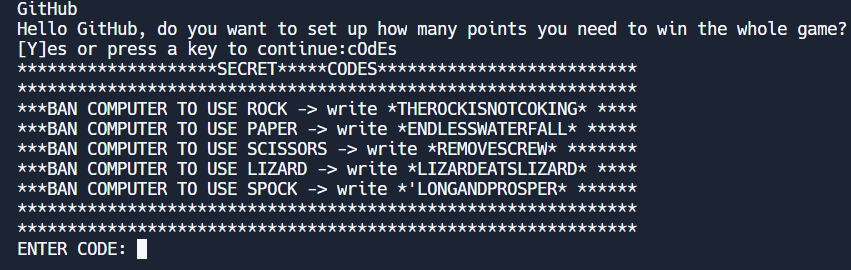 GitHub
Hello GitHub, do you want to set up how many points you need to win the whole game?
[Y]es or press a key to continue:cOdEs
********************SECRET*****CODES**************************
**************************************************************
***BAN COMPUTER TO USE ROCK -> write *THEROCKISNOTCOKING* ****
***BAN COMPUTER TO USE PAPER -> write *ENDLESSWATERFALL* *****
***BAN COMPUTER TO USE SCISSORS -> write *REMOVESCREW* *******
***BAN COMPUTER TO USE LIZARD -> write *LIZARDEATSLIZARD* ****
***BAN COMPUTER TO USE SPOCK -> write *'LONGANDPROSPER* ******
**************************************************************
**************************************************************
ENTER CODE: